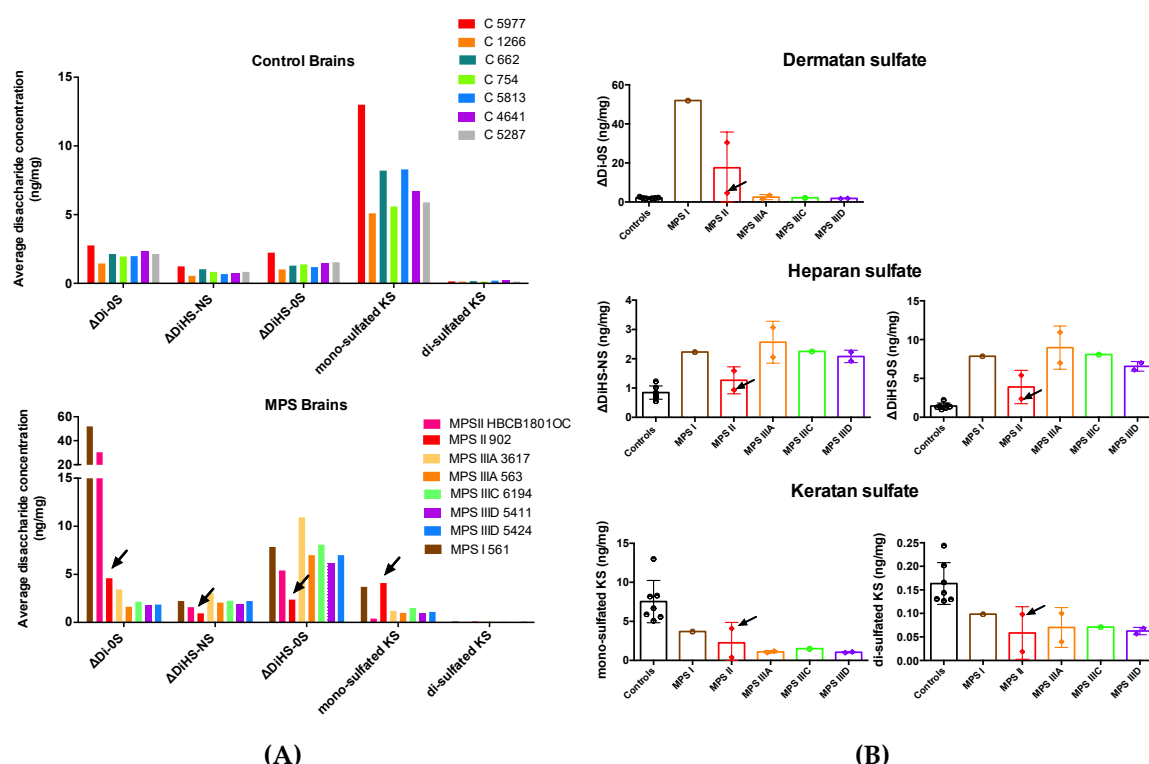 C 5977
C 1266
C 662
C 754
C 5813
C 4641
C 5287
Control Brains
Average disaccharide concentration
(ng/mg)
15
10
5
0
ΔDi-0S
ΔDiHS-NS
ΔDiHS-0S
mono-sulfated KS
di-sulfated KS
MPS Brains
MPSII HBCB1801OC
MPS II 902
MPS IIIA 3617
MPS IIIA 563
MPS IIIC 6194
MPS IIID 5411
MPS IIID 5424
MPS I 561
Average disaccharide concentration
(ng/mg)
60
40
20
15
10
5
0
ΔDi-0S
ΔDiHS-NS
ΔDiHS-0S
mono-sulfated KS
di-sulfated KS
(A)
Dermatan sulfate
ΔDi-0S (ng/mg)
60
40
20
0
Controls
MPS I
MPS II
MPS IIIA
MPS IIIC
MPS IIID
Heparan sulfate
ΔDiHS-NS (ng/mg)
4
3
2
1
0
Controls
MPS I
MPS II
MPS IIIA
MPS IIIC
MPS IIID
ΔDiHS-0S (ng/mg)
15
10
5
0
Controls
MPS I
MPS II
MPS IIIA
MPS IIIC
MPS IIID
Keratan sulfate
mono-sulfated KS (ng/mg)
15
10
5
0
Controls
MPS I
MPS II
MPS IIIA
MPS IIIC
MPS IIID
di-sulfated KS (ng/mg)
0.25
0.20
0.15
0.10
0.05
0.00
Controls
MPS I
MPS II
MPS IIIA
MPS IIIC
MPS IIID
(B)